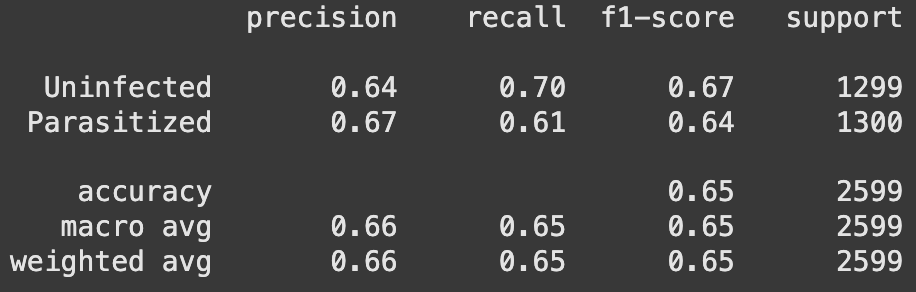 precision recall f1-score support
Uninfected 0.64 0.70 0.67 1299
Parasitized 0.67 0.61 0.64 1300
accuracy 0.65 2599
macro avg 0.66 0.65 0.65 2599
weighted avg 0.66 0.65 0.65 2599